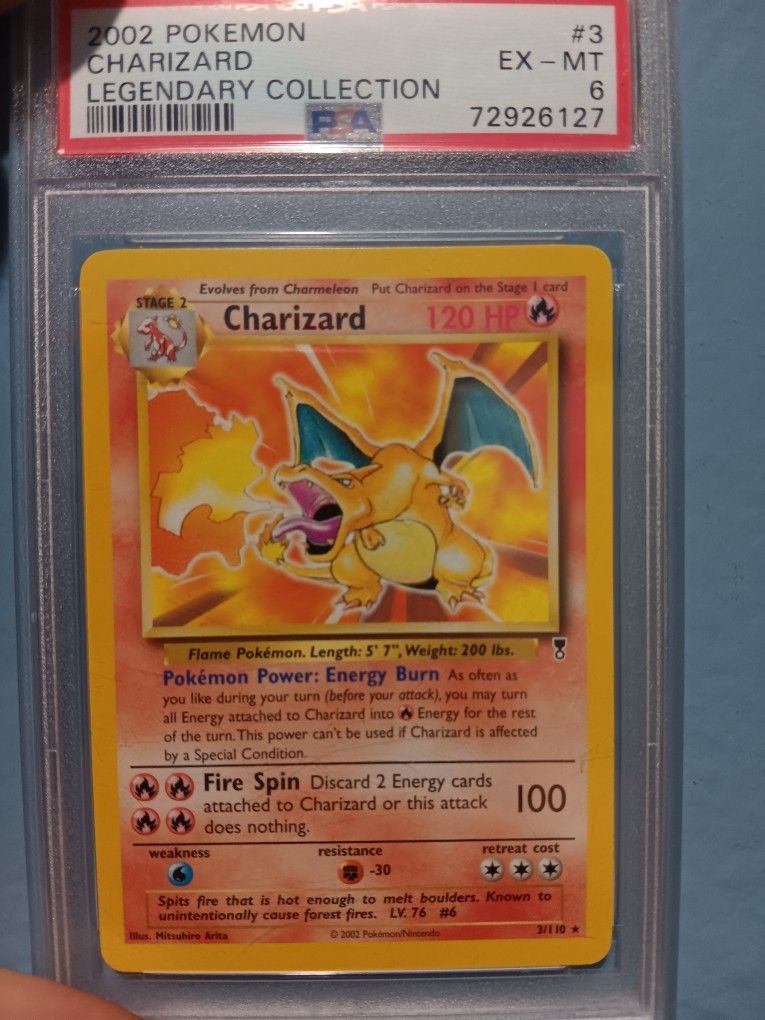 2002 POKEMON #3
CHARIZARD EX - MT
LEGENDARY COLLECTION 6
PSA 72926127
Evolves from Charmeleon Put Charizard on the Stage 1 card
STAGE 2
Charizard 120 HP
Flame Pokémon. Length: 5' 7", Weight: 200 lbs.
Pokémon Power: Energy Burn As often as
you like during your turn (before your attack), you may turn
all Energy attached to Charizard into Energy for the rest
of the turn. This power can't be used if Charizard is affected
by a Special Condition.
Fire Spin Discard 2 Energy cards
attached to Charizard or this attack 100
does nothing.
weakness resistance retreat cost
-30
Spits fire that is hot enough to melt boulders. Known to
unintentionally cause forest fires. LV. 76 #6
Illus. Mitsuhiro Arita © 2002 Pokémon/Nintendo 3/110 ★